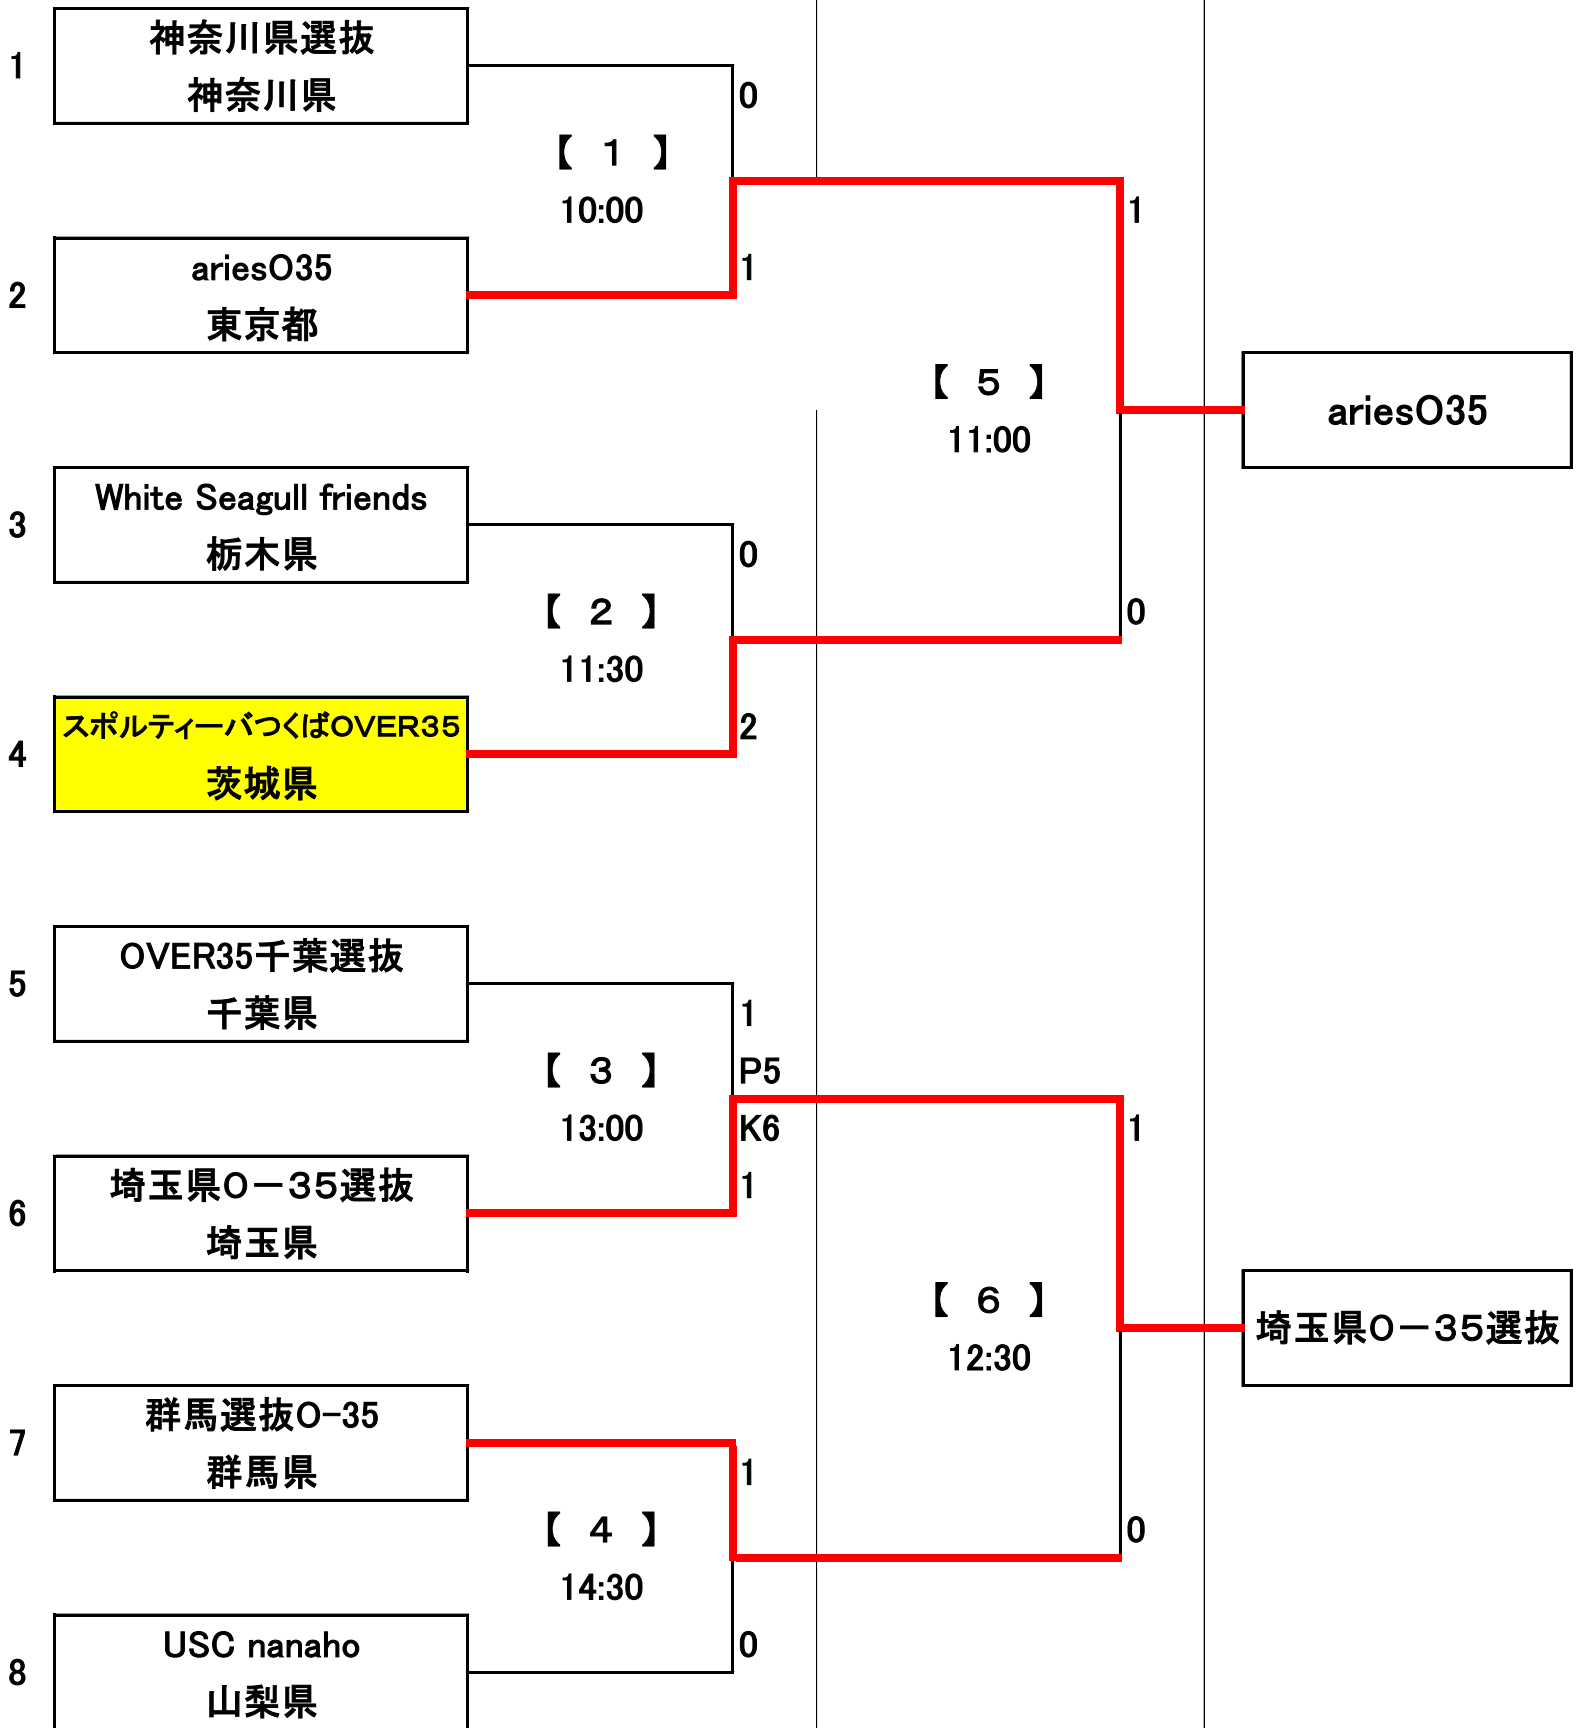 神奈川県選抜
1
神奈川県
0
【 1 】
10:00
1
ariesO35
1
2
東京都
【 5 】
ariesO35
11:00
White Seagull friends
3
栃木県
0
【 2 】
0
11:30
スポルティーバつくばOVER35
2
4
茨城県
OVER35千葉選抜
5
千葉県
1
【 3 】
P5
13:00
K6
1
埼玉県O－35選抜
1
6
埼玉県
【 6 】
埼玉県O－35選抜
12:30
群馬選抜O-35
7
群馬県
1
【 4 】
0
14:30
USC nanaho
0
8
山梨県